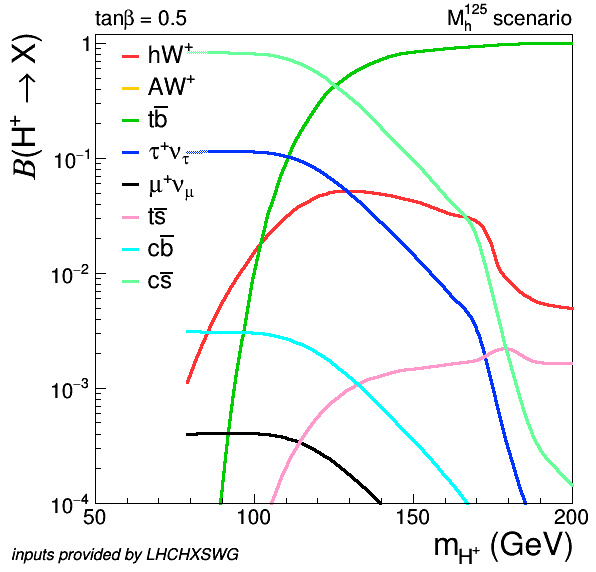 tanβ = 0.5
M_h^125 scenario
B(H⁺ → X)
1
10⁻¹
10⁻²
10⁻³
10⁻⁴
hW⁺
AW⁺
tb̅
τ⁺ν_τ
μ⁺ν_μ
ts̅
cb̅
cs̅
50 100 150 200
m_H⁺ (GeV)
inputs provided by LHCHXSWG